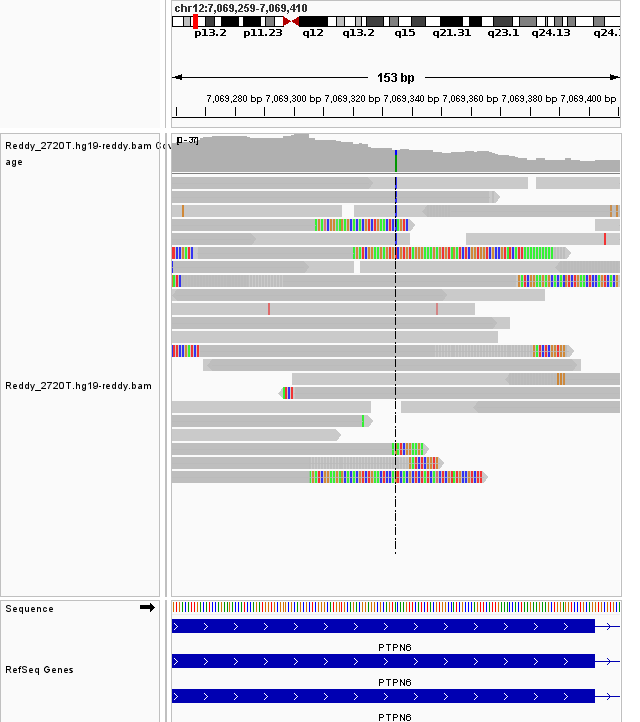 chr12:7,069,259-7,069,410
p13.2 p11.23 q12 q13.2 q15 q21.31 q23.1 q24.13 q24.
153 bp
7,069,280 bp 7,069,300 bp 7,069,320 bp 7,069,340 bp 7,069,360 bp 7,069,380 bp 7,069,400 bp
Reddy_2720T.hg19-reddy.bam Cov
age
[0 - 37]
Reddy_2720T.hg19-reddy.bam
Sequence
PTPN6
RefSeq Genes
PTPN6
PTPN6